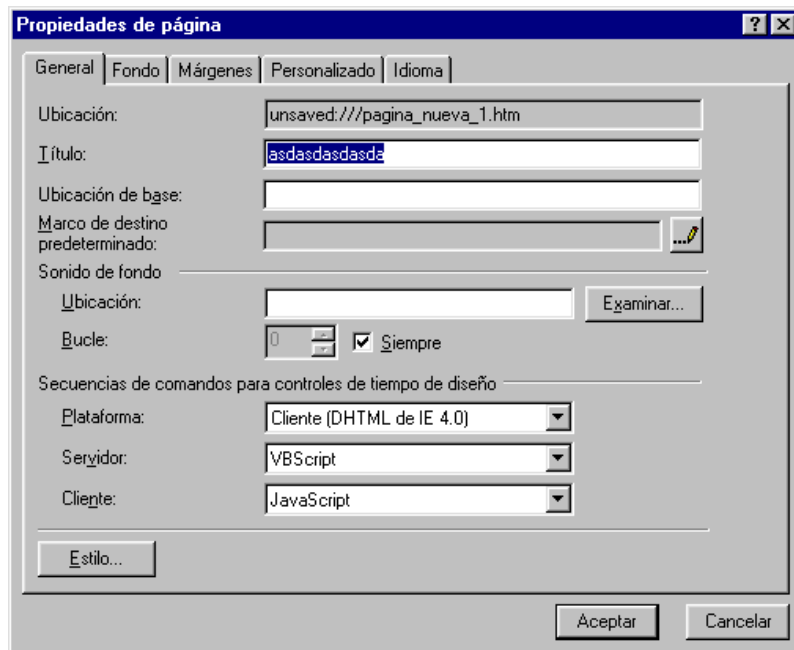 Propiedades de página
General Fondo Márgenes Personalizado Idioma
Ubicación: unsaved:///pagina_nueva_1.htm
Título: asdasdasdasda
Ubicación de base:
Marco de destino
predeterminado: ...
Sonido de fondo
Ubicación: Examinar...
Bucle: 0 Siempre
Secuencias de comandos para controles de tiempo de diseño
Plataforma: Cliente (DHTML de IE 4.0)
Servidor: VBScript
Cliente: JavaScript
Estilo...
Aceptar Cancelar